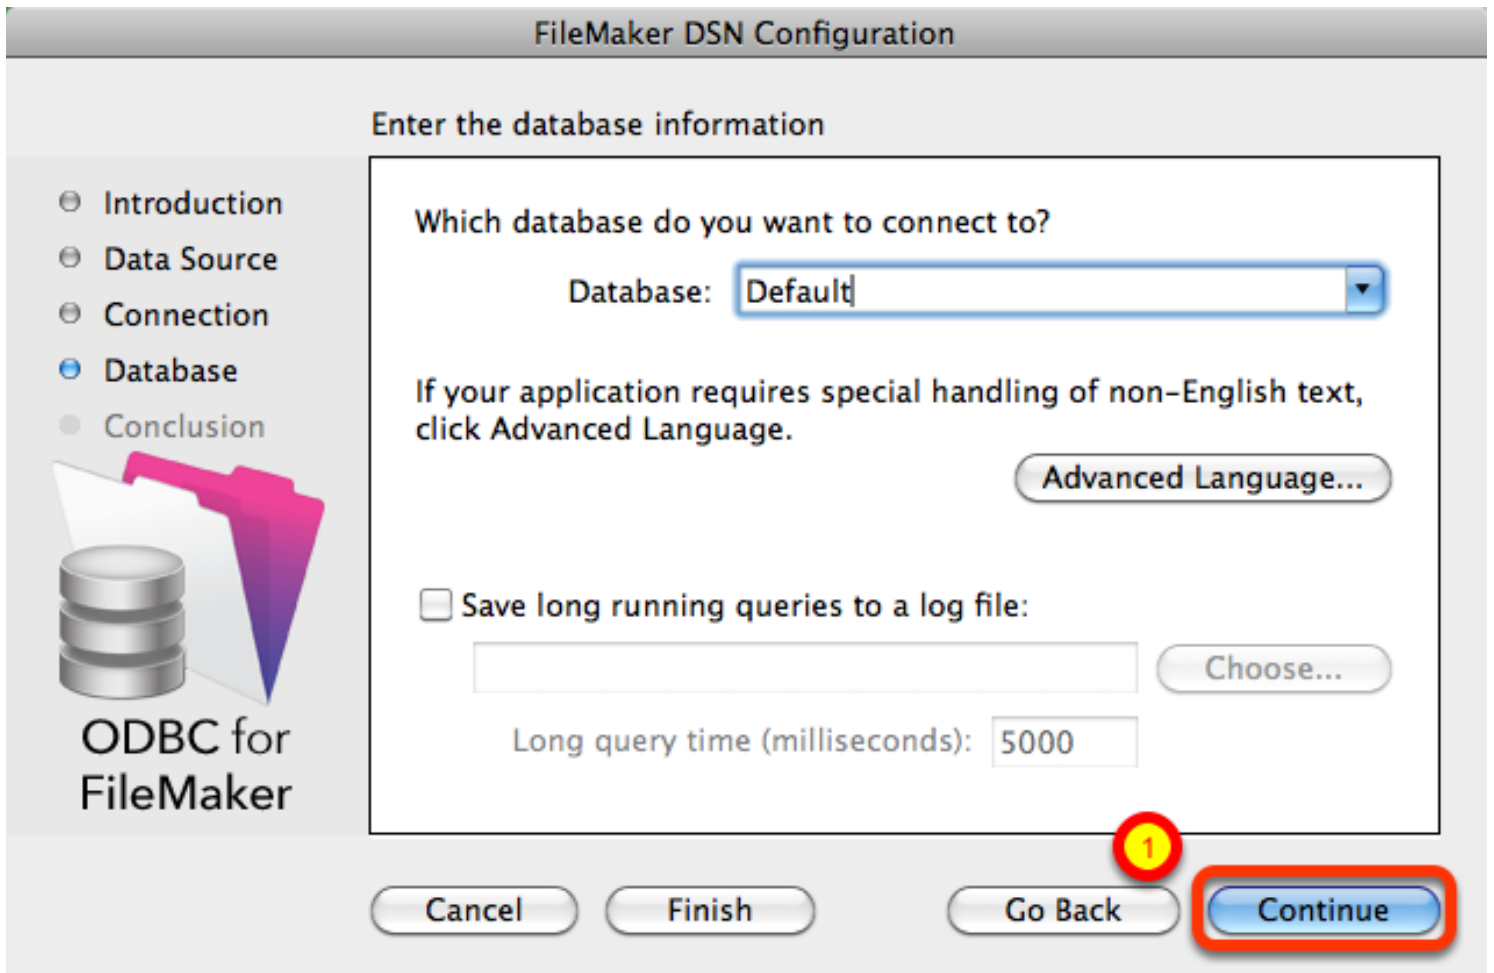 FileMaker DSN Configuration
Enter the database information
Introduction
Data Source
Connection
Database
Conclusion
ODBC for
FileMaker
Which database do you want to connect to?
Database: Default
If your application requires special handling of non-English text,
click Advanced Language.
Advanced Language...
Save long running queries to a log file:
Choose...
Long query time (milliseconds): 5000
1
Cancel Finish Go Back Continue